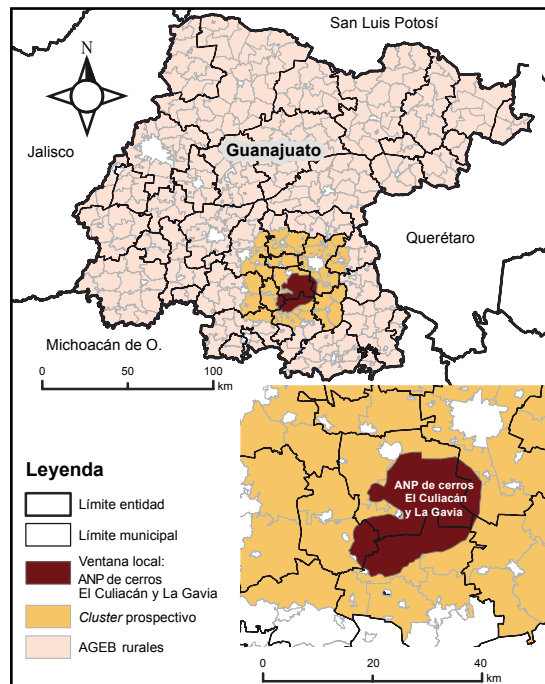 San Luis Potosí
N
Jalisco
Guanajuato
Querétaro
Michoacán de O.
0 50 100
km
ANP de cerros
El Culiacán
y La Gavia
Leyenda
Límite entidad
Límite municipal
Ventana local:
ANP de cerros
El Culiacán y La Gavia
Cluster prospectivo
AGEB rurales
0 20 40
km